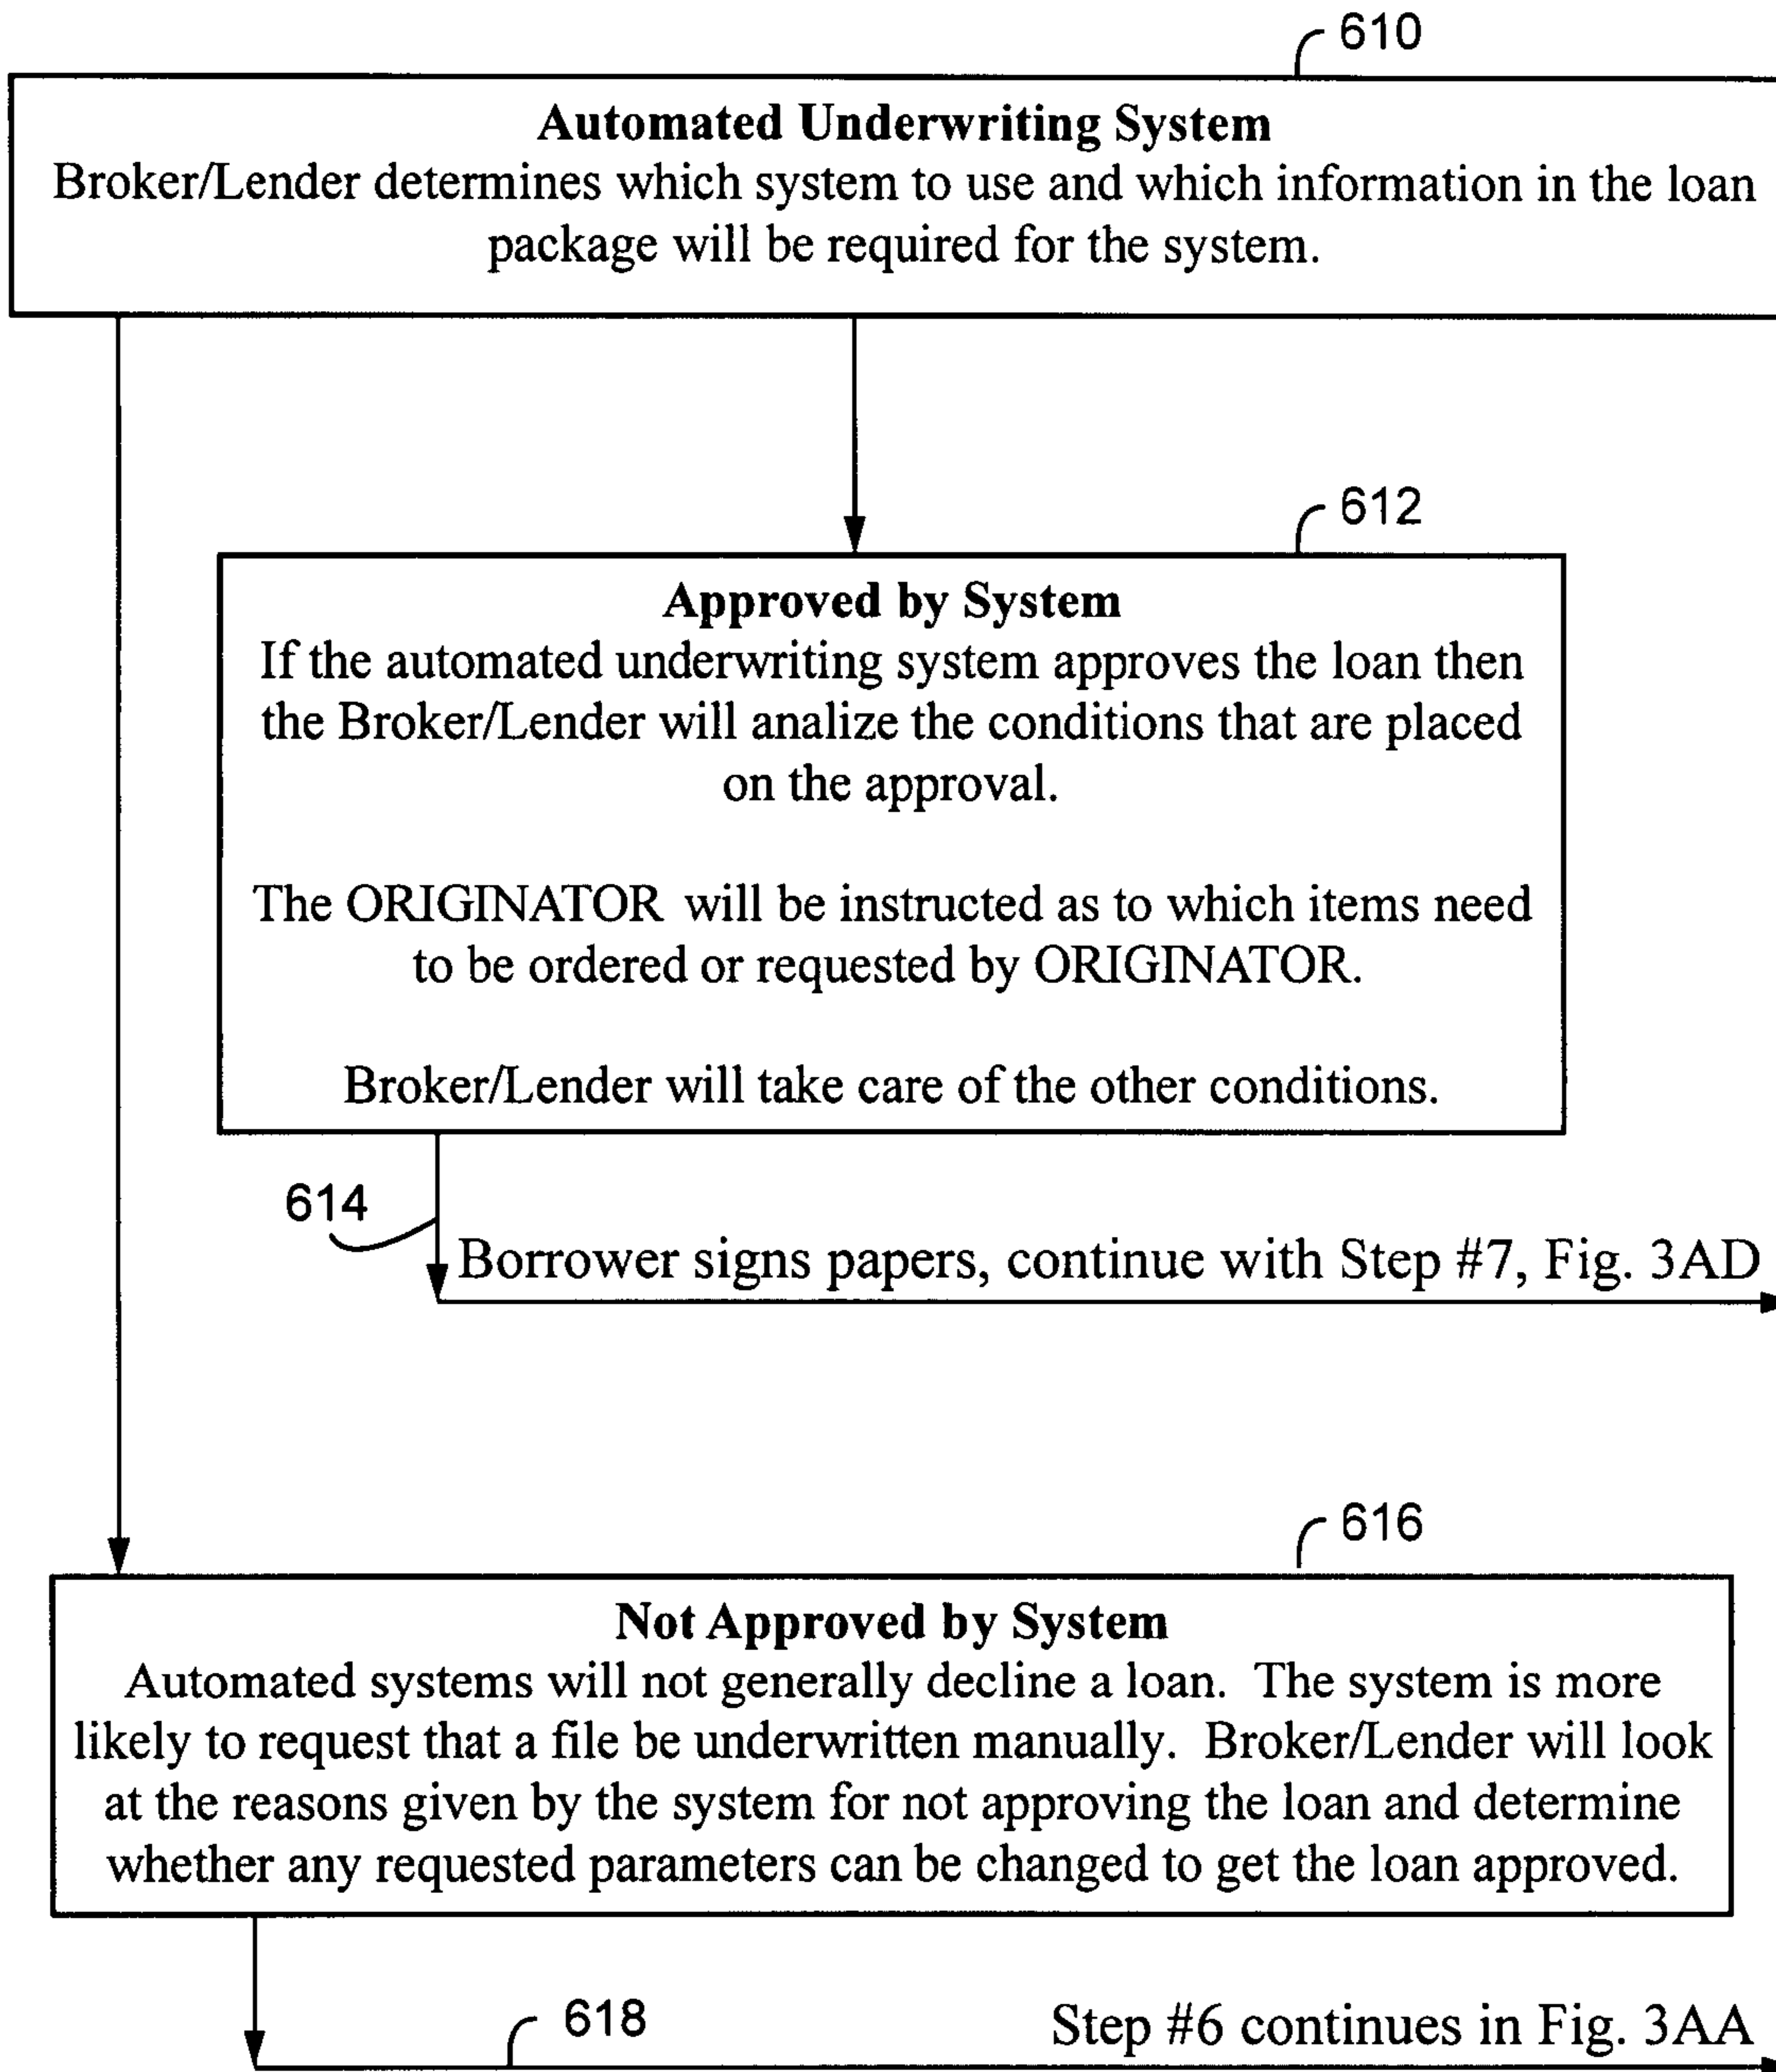 610
Automated Underwriting System
Broker/Lender determines which system to use and which information in the loan
package will be required for the system.
612
Approved by System
If the automated underwriting system approves the loan then
the Broker/Lender will analize the conditions that are placed
on the approval.
The ORIGINATOR will be instructed as to which items need
to be ordered or requested by ORIGINATOR.
Broker/Lender will take care of the other conditions.
614
Borrower signs papers, continue with Step #7, Fig. 3AD
616
Not Approved by System
Automated systems will not generally decline a loan. The system is more
likely to request that a file be underwritten manually. Broker/Lender will look
at the reasons given by the system for not approving the loan and determine
whether any requested parameters can be changed to get the loan approved.
618
Step #6 continues in Fig. 3AA